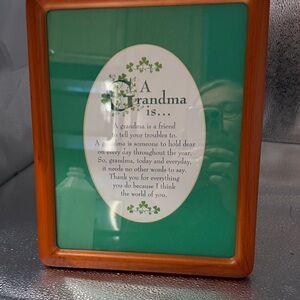 A
Grandma
is...
A grandma is a friend
to tell your troubles to.
A grandma is someone to hold dear
on every day throughout the year.
So, grandma, today and everyday,
it needs no other words to say.
Thank you for everything
you do because I think
the world of you.